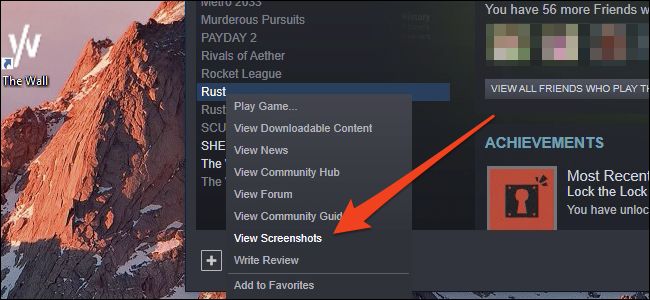 The Wall
Metro 2033
Murderous Pursuits
PAYDAY 2
Rivals of Aether
Rocket League
Rust
Rust
SCU
SHE
The W
The V
Play Game...
View Downloadable Content
View News
View Community Hub
View Forum
View Community Guid
View Screenshots
Write Review
Add to Favorites
You have 56 more Friends w
VIEW ALL FRIENDS WHO PLAY TH
ACHIEVEMENTS
Most Recent
Lock the Lock
You have unloc